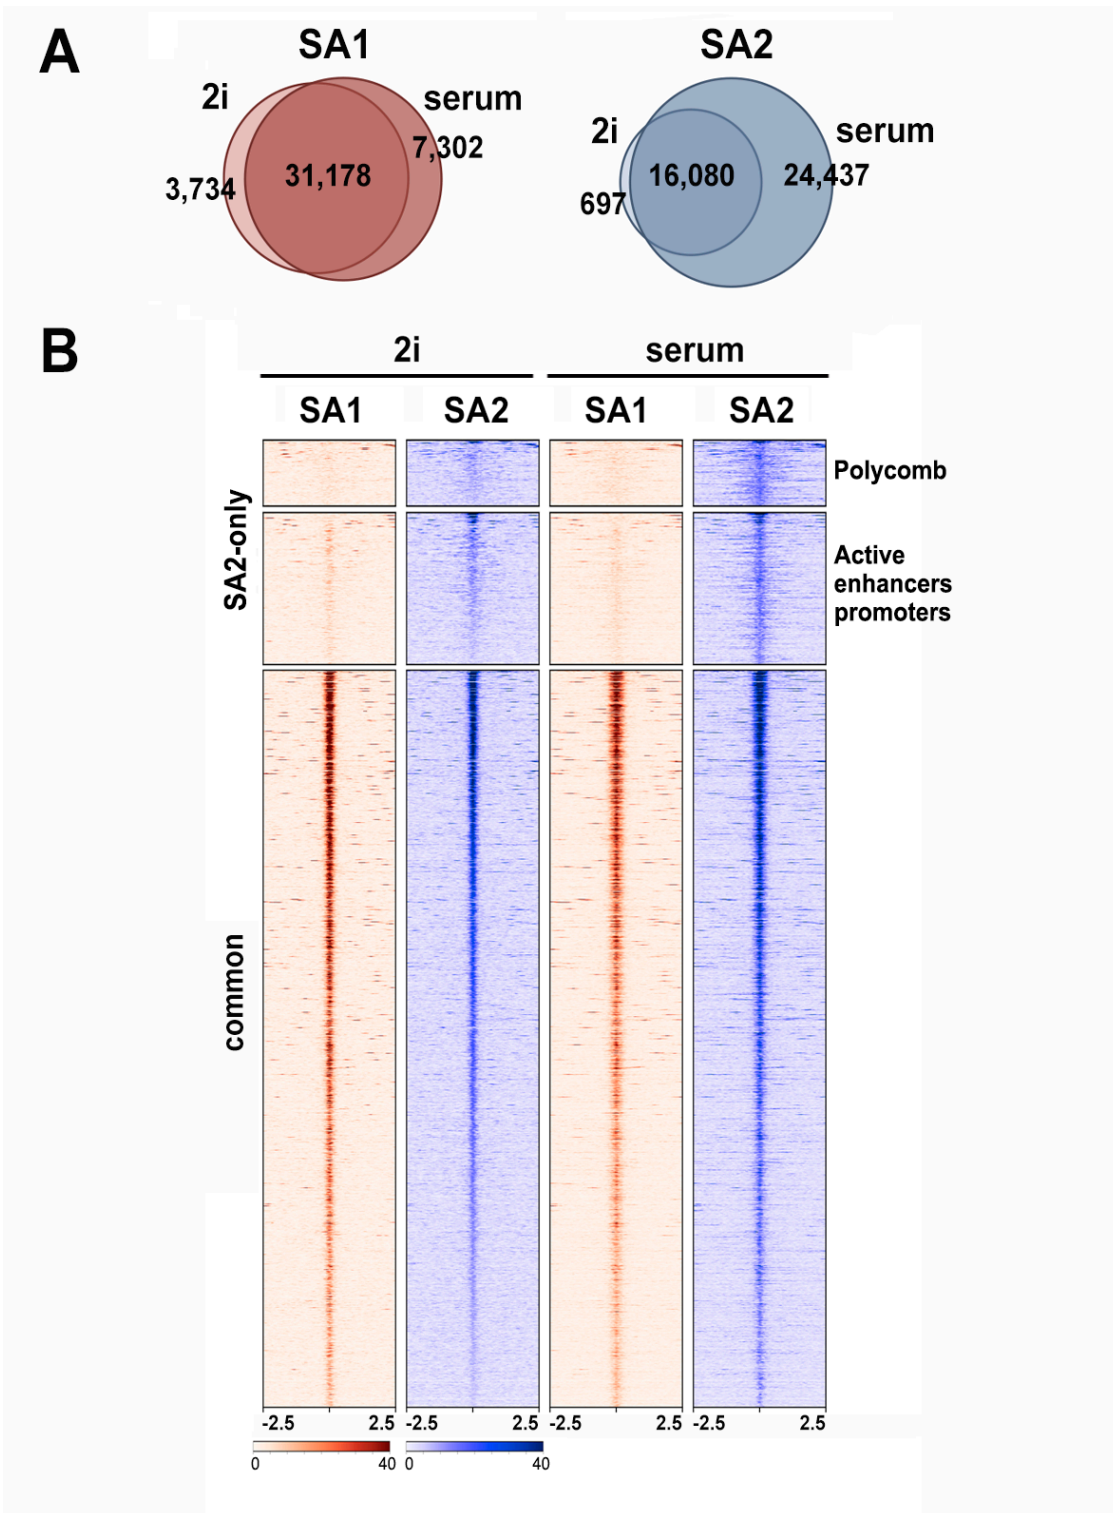 A
SA1
SA2
2i
serum
7,302
31,178
3,734
2i
serum
16,080
24,437
697
B
2i
serum
SA1
SA2
SA1
SA2
SA2-only
Polycomb
Active
enhancers
promoters
common
-2.5
2.5
-2.5
2.5
-2.5
2.5
-2.5
2.5
0
40
0
40